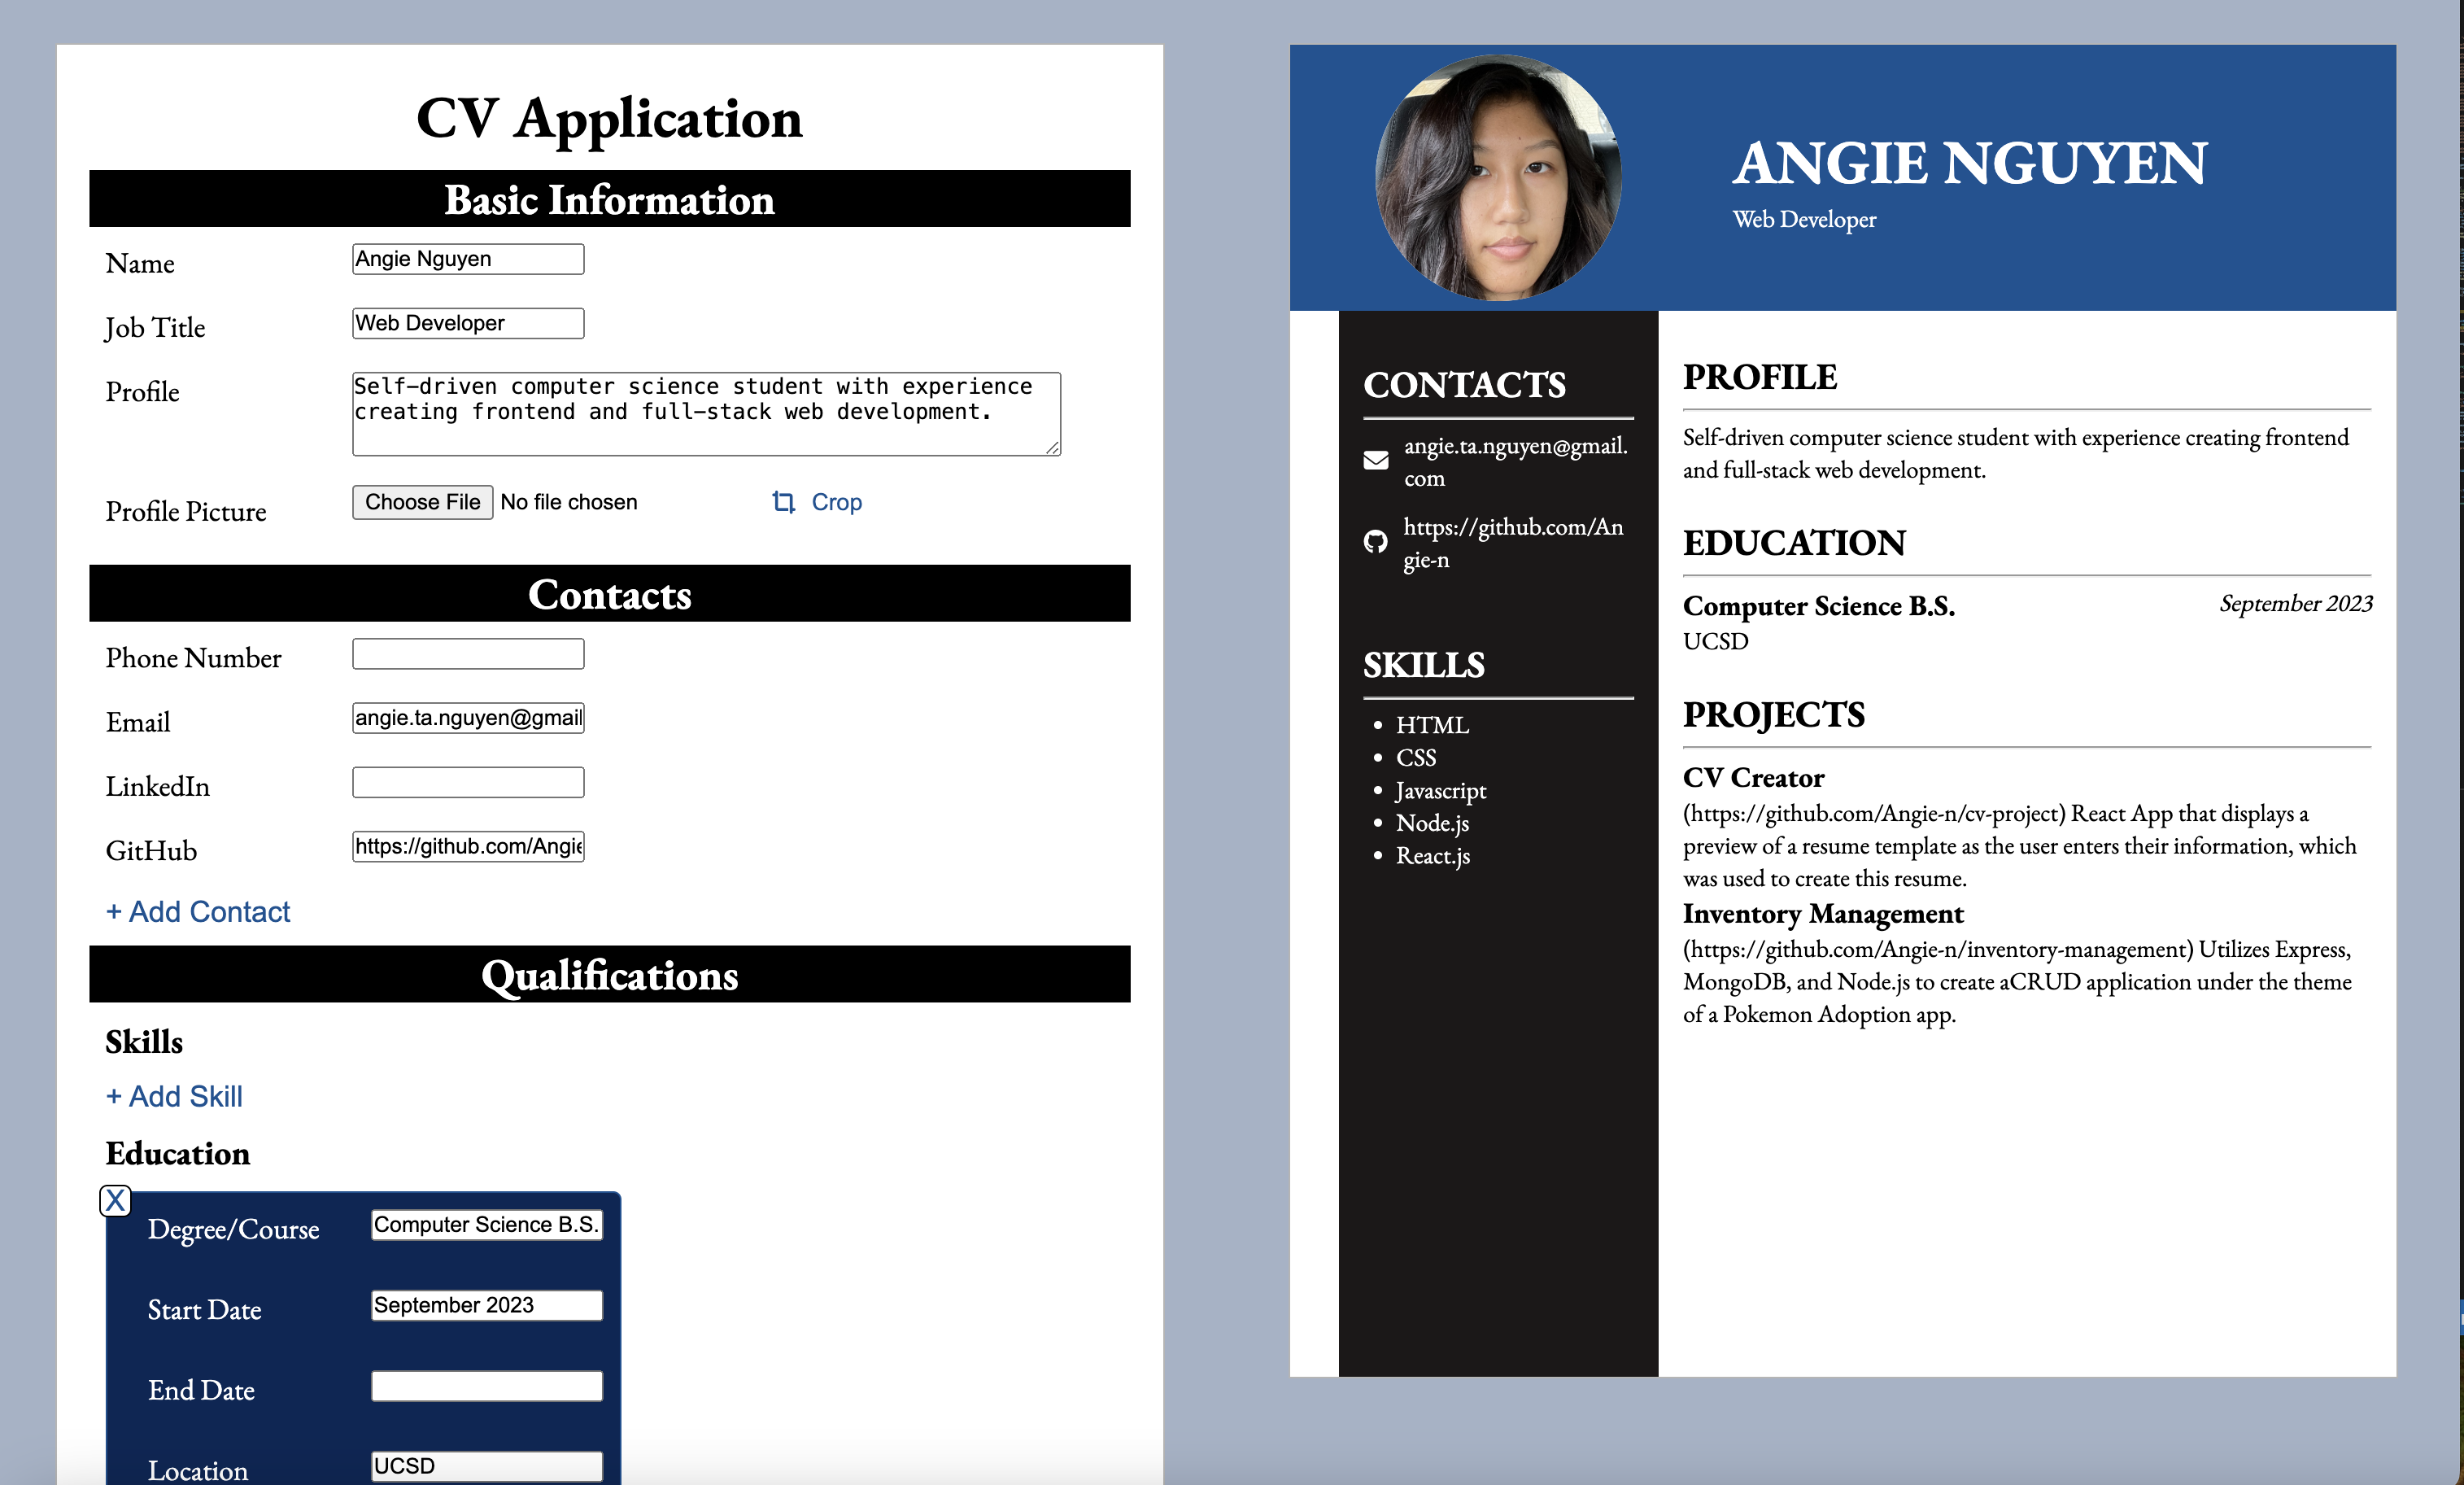 CV Application
Basic Information
Name
Angie Nguyen
Job Title
Web Developer
Profile
Self-driven computer science student with experience
creating frontend and full-stack web development.
Profile Picture
Choose File No file chosen
Crop
Contacts
Phone Number
Email
angie.ta.nguyen@gmail
LinkedIn
GitHub
https://github.com/Angie
+ Add Contact
Qualifications
Skills
+ Add Skill
Education
X
Degree/Course
Computer Science B.S.
Start Date
September 2023
End Date
Location
UCSD
ANGIE NGUYEN
Web Developer
CONTACTS
angie.ta.nguyen@gmail.
com
https://github.com/An
gie-n
SKILLS
• HTML
• CSS
• Javascript
• Node.js
• React.js
PROFILE
Self-driven computer science student with experience creating frontend
and full-stack web development.
EDUCATION
Computer Science B.S.
September 2023
UCSD
PROJECTS
CV Creator
(https://github.com/Angie-n/cv-project) React App that displays a
preview of a resume template as the user enters their information, which
was used to create this resume.
Inventory Management
(https://github.com/Angie-n/inventory-management) Utilizes Express,
MongoDB, and Node.js to create aCRUD application under the theme
of a Pokemon Adoption app.